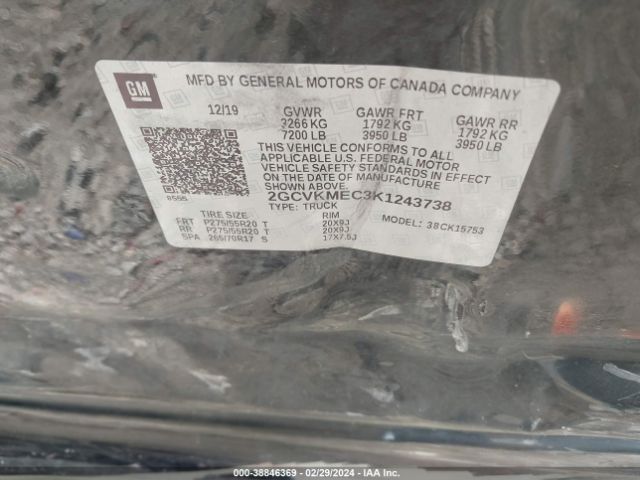 GM
MFD BY GENERAL MOTORS OF CANADA COMPANY
12/19 GVWR GAWR FRT GAWR RR
3266 KG 1792 KG 1792 KG
7200 LB 3950 LB 3950 LB
THIS VEHICLE CONFORMS TO ALL
APPLICABLE U.S. FEDERAL MOTOR
VEHICLE SAFETY STANDARDS IN EFFECT
ON THE DATE OF MANUFACTURE SHOWN
ABOVE.
2GCVKMEC3K1243738
TYPE: TRUCK MODEL: 38CK15753
TIRE SIZE RIM
FRT P275/55R20 T 20X9J
RR P275/55R20 T 20X9J
SPA 265/70R17 S 17X7.5J
000-38846369 — 02/29/2024 — IAAI.COM